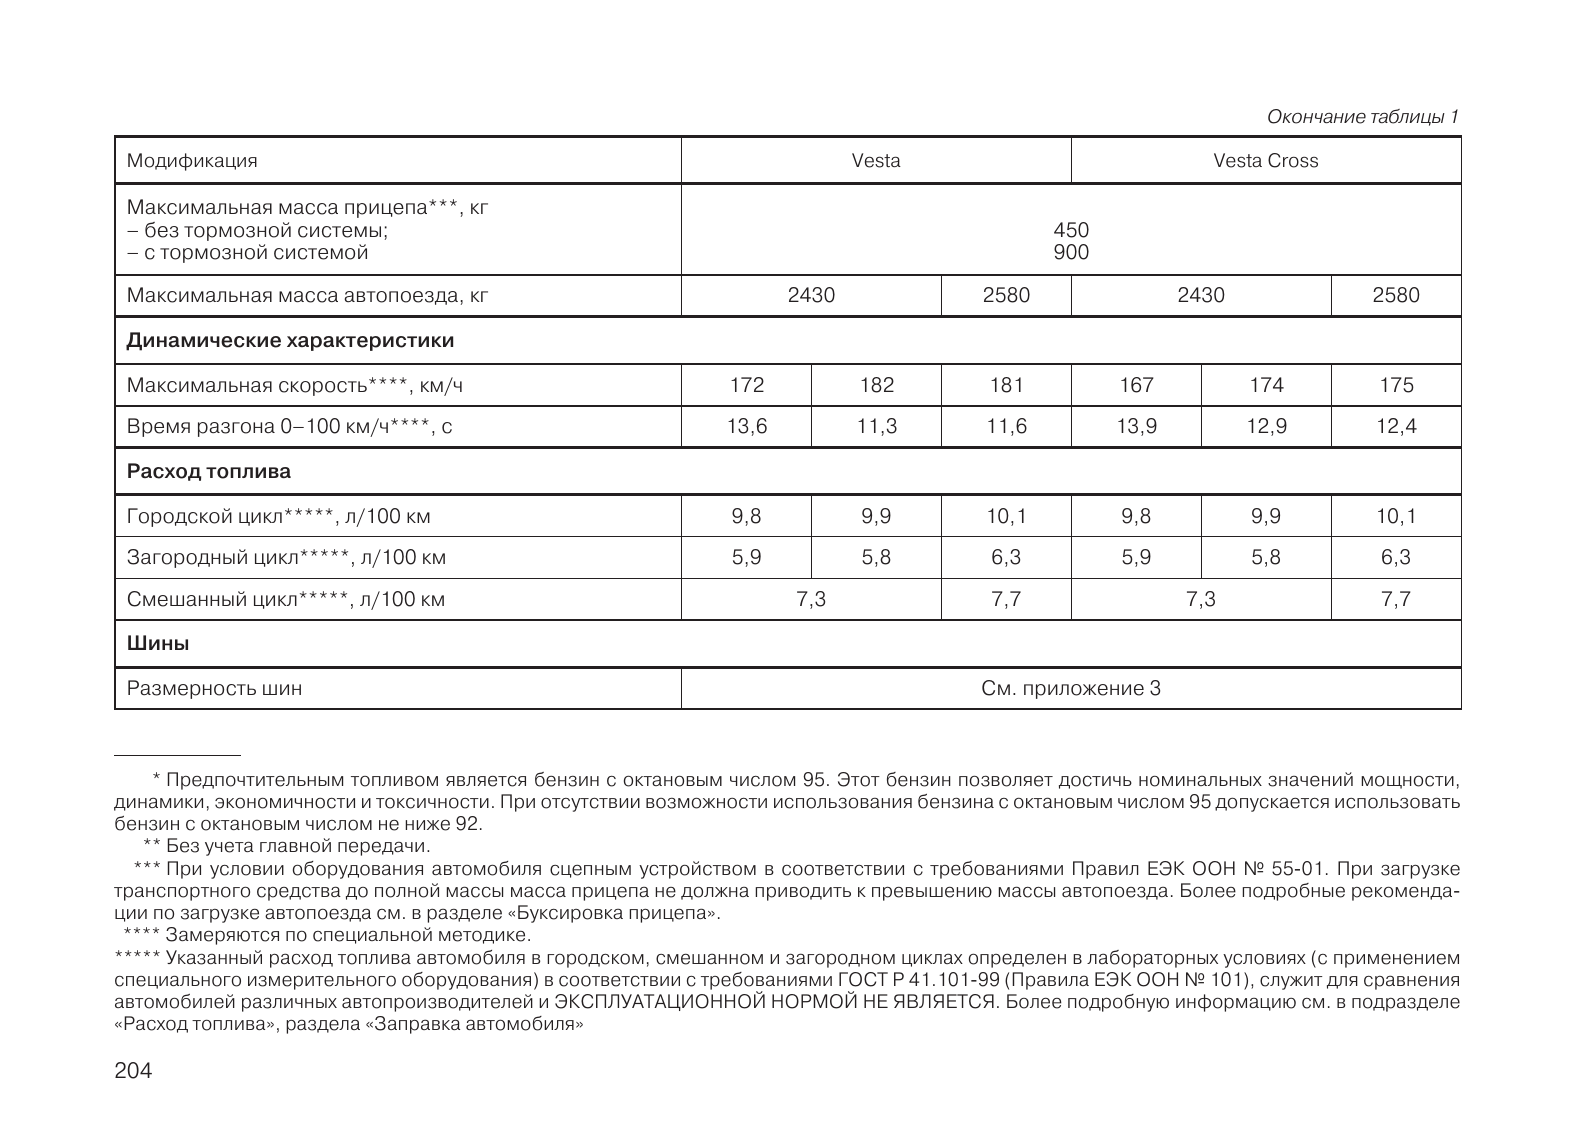 Окончание таблицы 1
Модификация Vesta Vesta Cross
Максимальная масса прицепа***, кг
– без тормозной системы; 450
– с тормозной системой 900
Максимальная масса автопоезда, кг 2430 2580 2430 2580
Динамические характеристики
Максимальная скорость****, км/ч 172 182 181 167 174 175
Время разгона 0–100 км/ч****, с 13,6 11,3 11,6 13,9 12,9 12,4
Расход топлива
Городской цикл*****, л/100 км 9,8 9,9 10,1 9,8 9,9 10,1
Загородный цикл*****, л/100 км 5,9 5,8 6,3 5,9 5,8 6,3
Смешанный цикл*****, л/100 км 7,3 7,7 7,3 7,7
Шины
Размерность шин См. приложение 3
* Предпочтительным топливом является бензин с октановым числом 95. Этот бензин позволяет достичь номинальных значений мощности,
динамики, экономичности и токсичности. При отсутствии возможности использования бензина с октановым числом 95 допускается использовать
бензин с октановым числом не ниже 92.
** Без учета главной передачи.
*** При условии оборудования автомобиля сцепным устройством в соответствии с требованиями Правил ЕЭК ООН № 55-01. При загрузке
транспортного средства до полной массы масса прицепа не должна приводить к превышению массы автопоезда. Более подробные рекоменда-
ции по загрузке автопоезда см. в разделе «Буксировка прицепа».
**** Замеряются по специальной методике.
***** Указанный расход топлива автомобиля в городском, смешанном и загородном циклах определен в лабораторных условиях (с применением
специального измерительного оборудования) в соответствии с требованиями ГОСТ Р 41.101-99 (Правила ЕЭК ООН № 101), служит для сравнения
автомобилей различных автопроизводителей и ЭКСПЛУАТАЦИОННОЙ НОРМОЙ НЕ ЯВЛЯЕТСЯ. Более подробную информацию см. в подразделе
«Расход топлива», раздела «Заправка автомобиля»
204